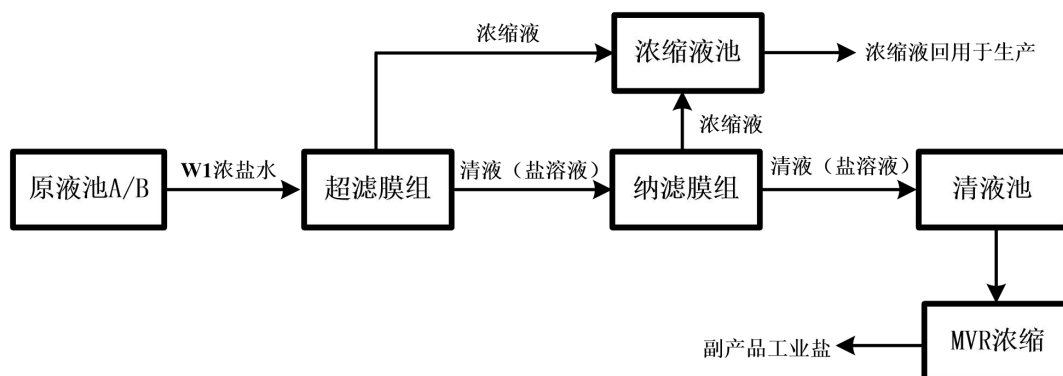 浓缩液
浓缩液池
浓缩液回用于生产
浓缩液
原液池A/B
W1浓盐水
超滤膜组
清液（盐溶液）
纳滤膜组
清液（盐溶液）
清液池
副产品工业盐
MVR浓缩